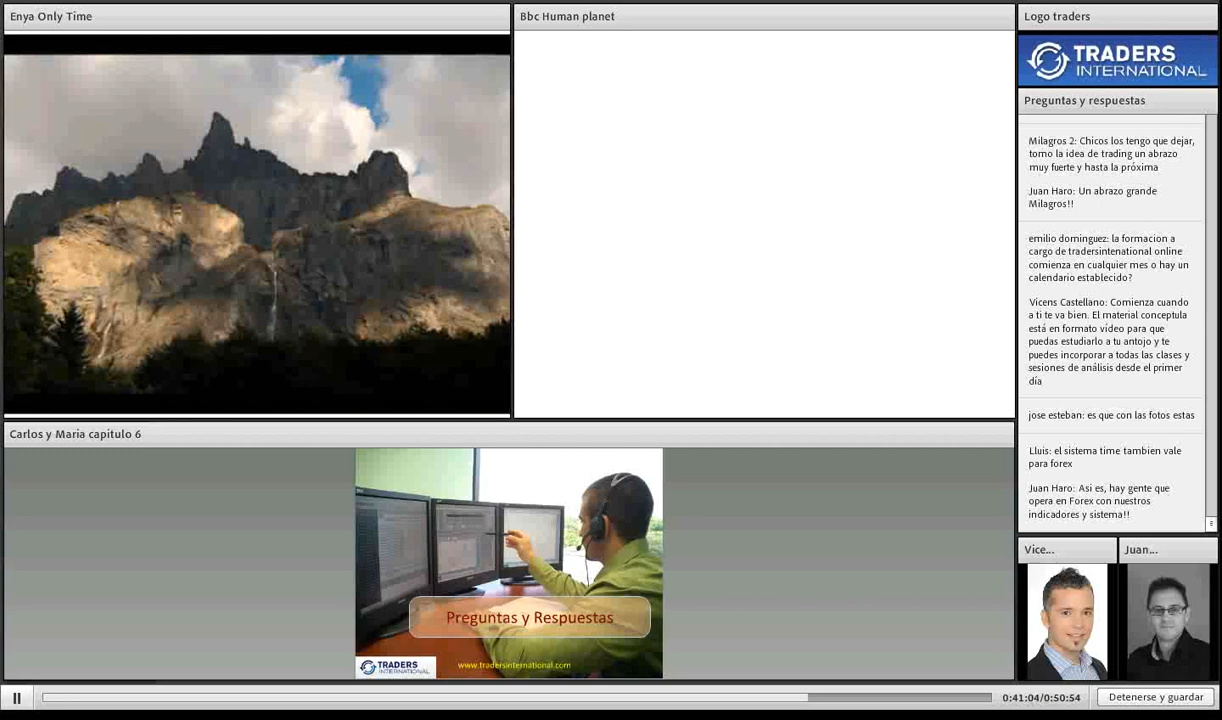 Enya Only Time
Bbc Human planet
Logo traders
TRADERS
INTERNATIONAL
Preguntas y respuestas
Milagros 2: Chicos los tengo que dejar,
tomo la idea de trading un abrazo
muy fuerte y hasta la próxima
Juan Haro: Un abrazo grande
Milagros!!
emilio dominguez: la formacion a
cargo de tradersintenational online
comienza en cualquier mes o hay un
calendario establecido?
Vicens Castellano: Comienza cuando
a ti te va bien. El material conceptula
está en formato vídeo para que
puedas estudiarlo a tu antojo y te
puedes incorporar a todas las clases y
sesiones de análisis desde el primer
día
jose esteban: es que con las fotos estas
Lluis: el sistema time tambien vale
para forex
Juan Haro: Asi es, hay gente que
opera en Forex con nuestros
indicadores y sistema!!
Carlos y Maria capitulo 6
Preguntas y Respuestas
TRADERS
INTERNATIONAL
www.tradersinternational.com
Vice...
Juan...
0:41:04/0:50:54
Detenerse y guardar